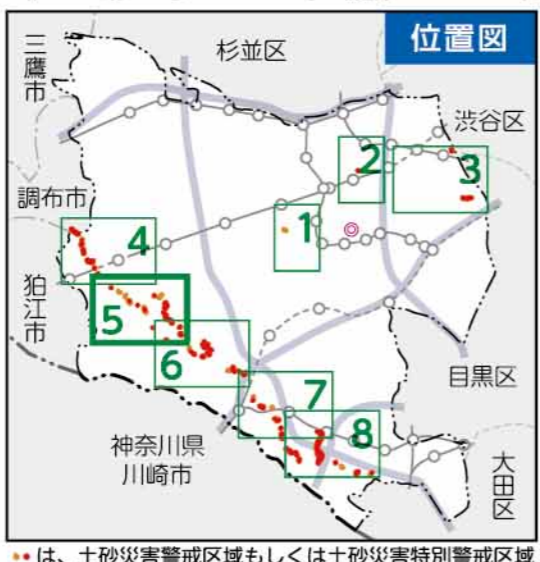 位置図
三鷹市
杉並区
渋谷区
調布市
狛江市
目黒区
大田区
神奈川県
川崎市
1
2
3
4
5
6
7
8
は、土砂災害警戒区域もしくは土砂災害特別警戒区域